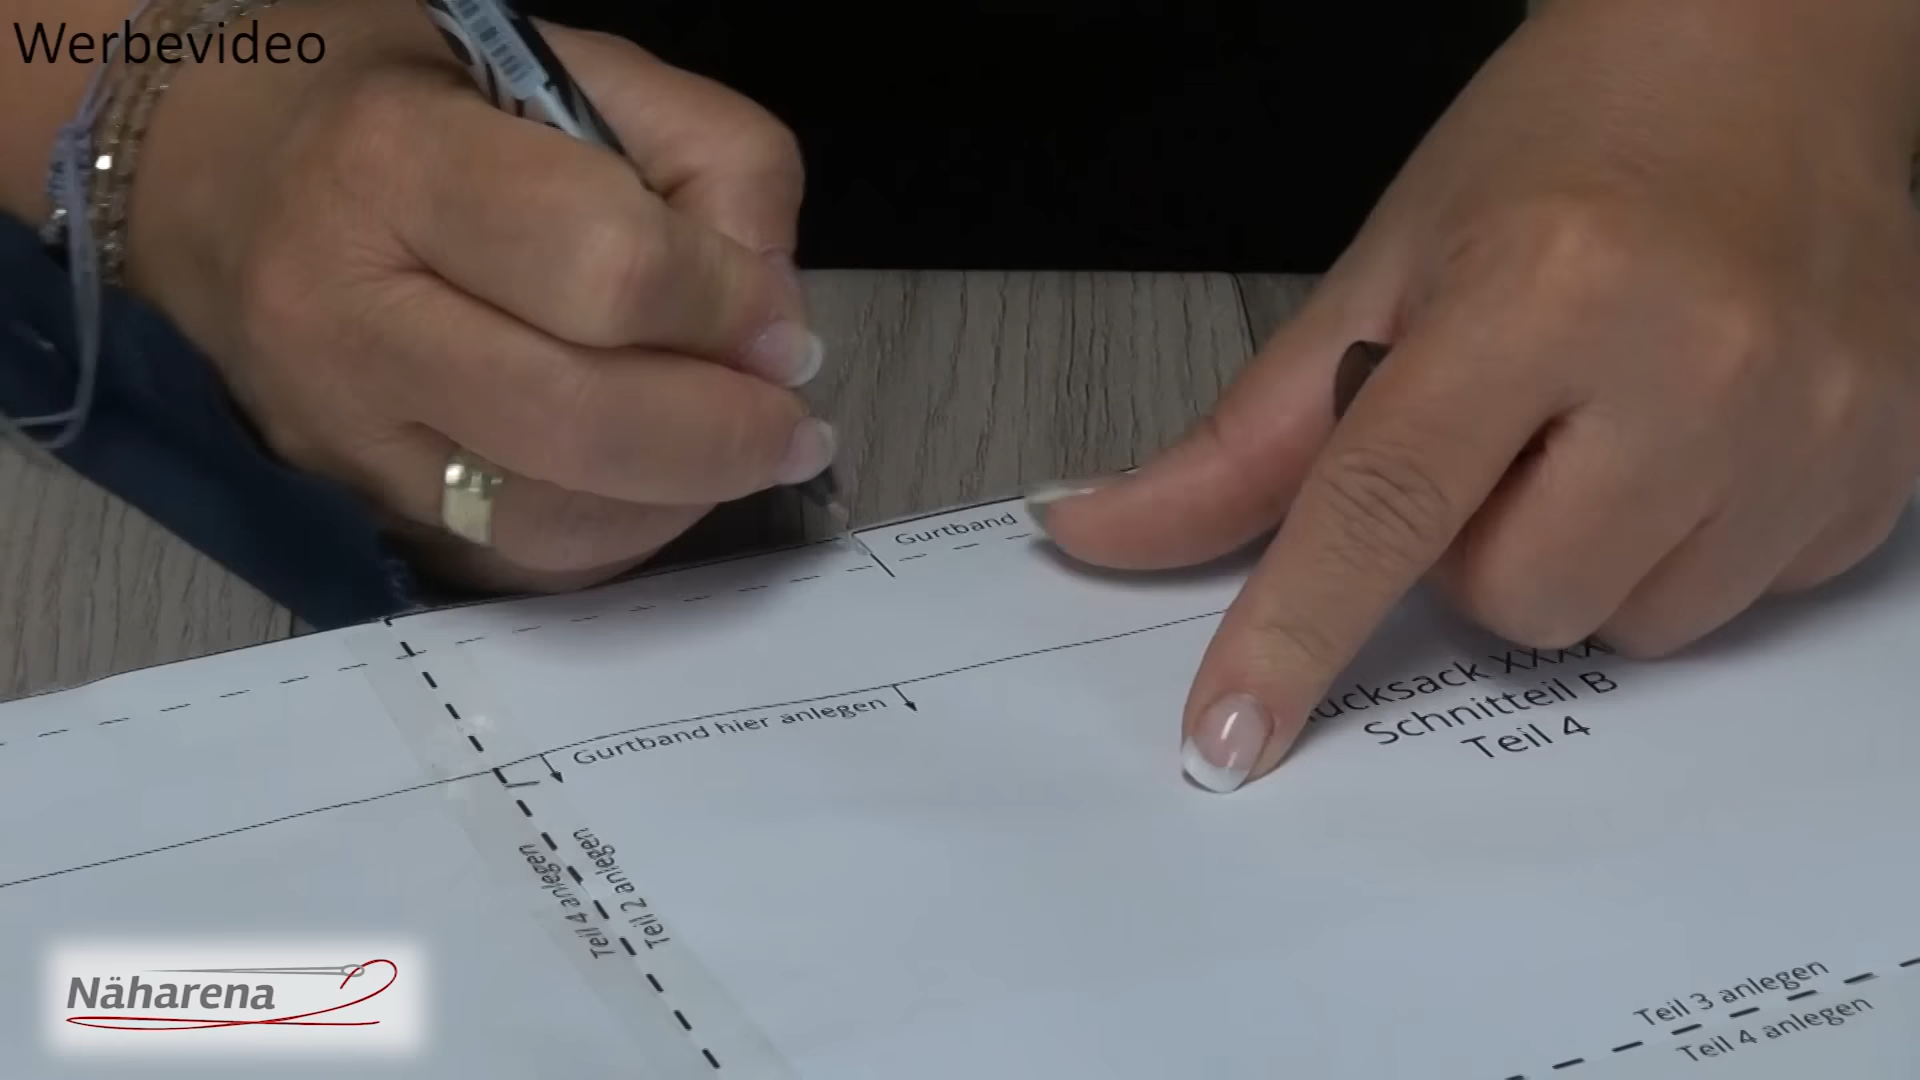 Werbevideo
Gurtband
Gurtband hier anlegen
XXXX
Schnitteil B
Teil 4
Teil 4 anlegen
Teil 2 anlegen
Teil 3 anlegen
Teil 4 anlegen
Näharena